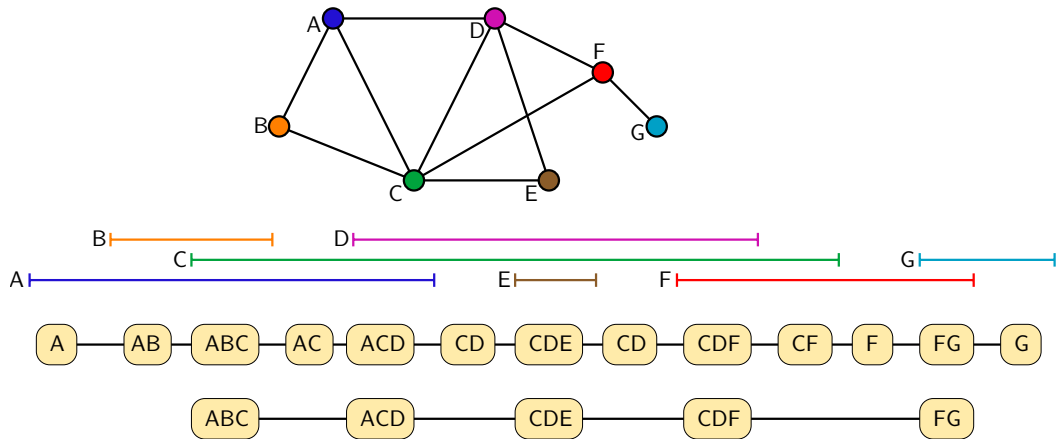 A D F
B G
C E
B D
C G
A E F
A AB ABC AC ACD CD CDE CD CDF CF F FG G
ABC ACD CDE CDF FG